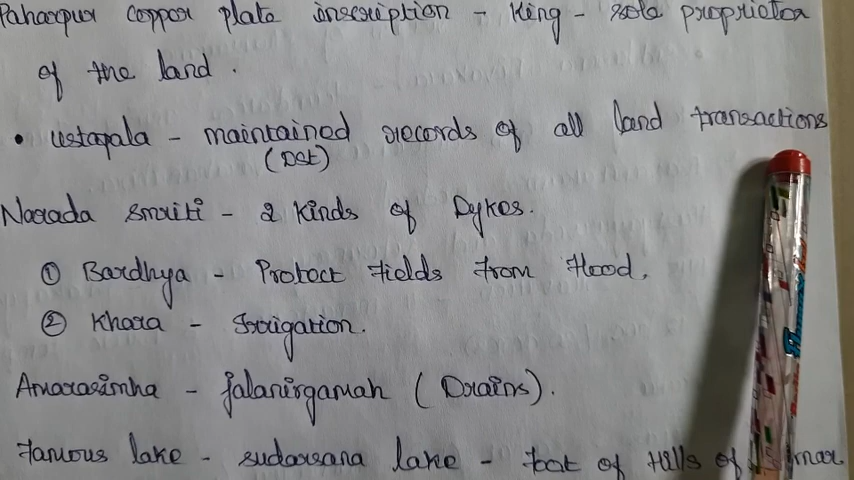 Paharpur copper plate inscription - King - sole proprietor
of the land.
• Ustapala - maintained records of all land transactions
(Dst)
Narada smriti - 2 kinds of Dykes.
① Bardhya - Protect Fields From Flood.
② Khara - Irrigation.
Amarasimha - jalanirgamah (Drains).
Famous lake - sudarsana lake - foot of Hills of